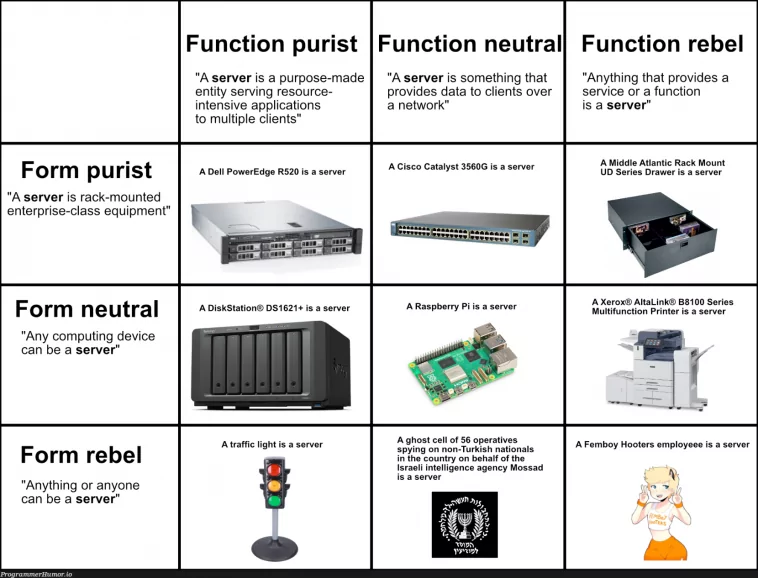 Function purist
Function neutral
Function rebel
"A server is a purpose-made
entity serving resource-
intensive applications
to multiple clients"
"A server is something that
provides data to clients over
a network"
"Anything that provides a
service or a function
is a server"
Form purist
"A server is rack-mounted
enterprise-class equipment"
A Dell PowerEdge R520 is a server
A Cisco Catalyst 3560G is a server
A Middle Atlantic Rack Mount
UD Series Drawer is a server
Form neutral
"Any computing device
can be a server"
A DiskStation® DS1621+ is a server
A Raspberry Pi is a server
A Xerox® AltaLink® B8100 Series
Multifunction Printer is a server
Form rebel
"Anything or anyone
can be a server"
A traffic light is a server
A ghost cell of 56 operatives
spying on non-Turkish nationals
in the country on behalf of the
Israeli intelligence agency Mossad
is a server
המוסד
A Femboy Hooters employeee is a server
ProgrammerHumor.io